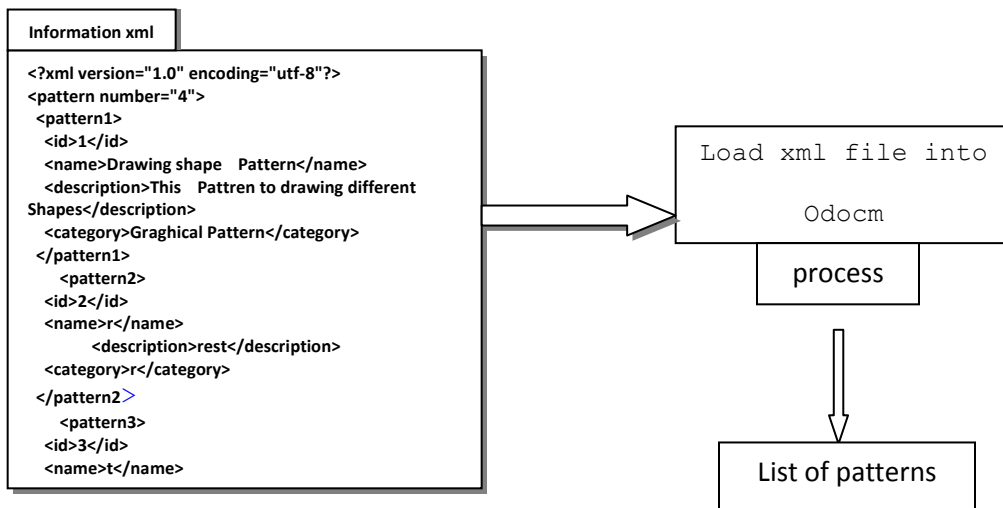 Information xml
<?xml version="1.0" encoding="utf-8"?>
<pattern number="4">
<pattern1>
<id>1</id>
<name>Drawing shape Pattern</name>
<description>This Pattren to drawing different
Shapes</description>
<category>Graghical Pattern</category>
</pattern1>
<pattern2>
<id>2</id>
<name>r</name>
<description>rest</description>
<category>r</category>
</pattern2>
<pattern3>
<id>3</id>
<name>t</name>
Load xml file into
Odocm
process
List of patterns